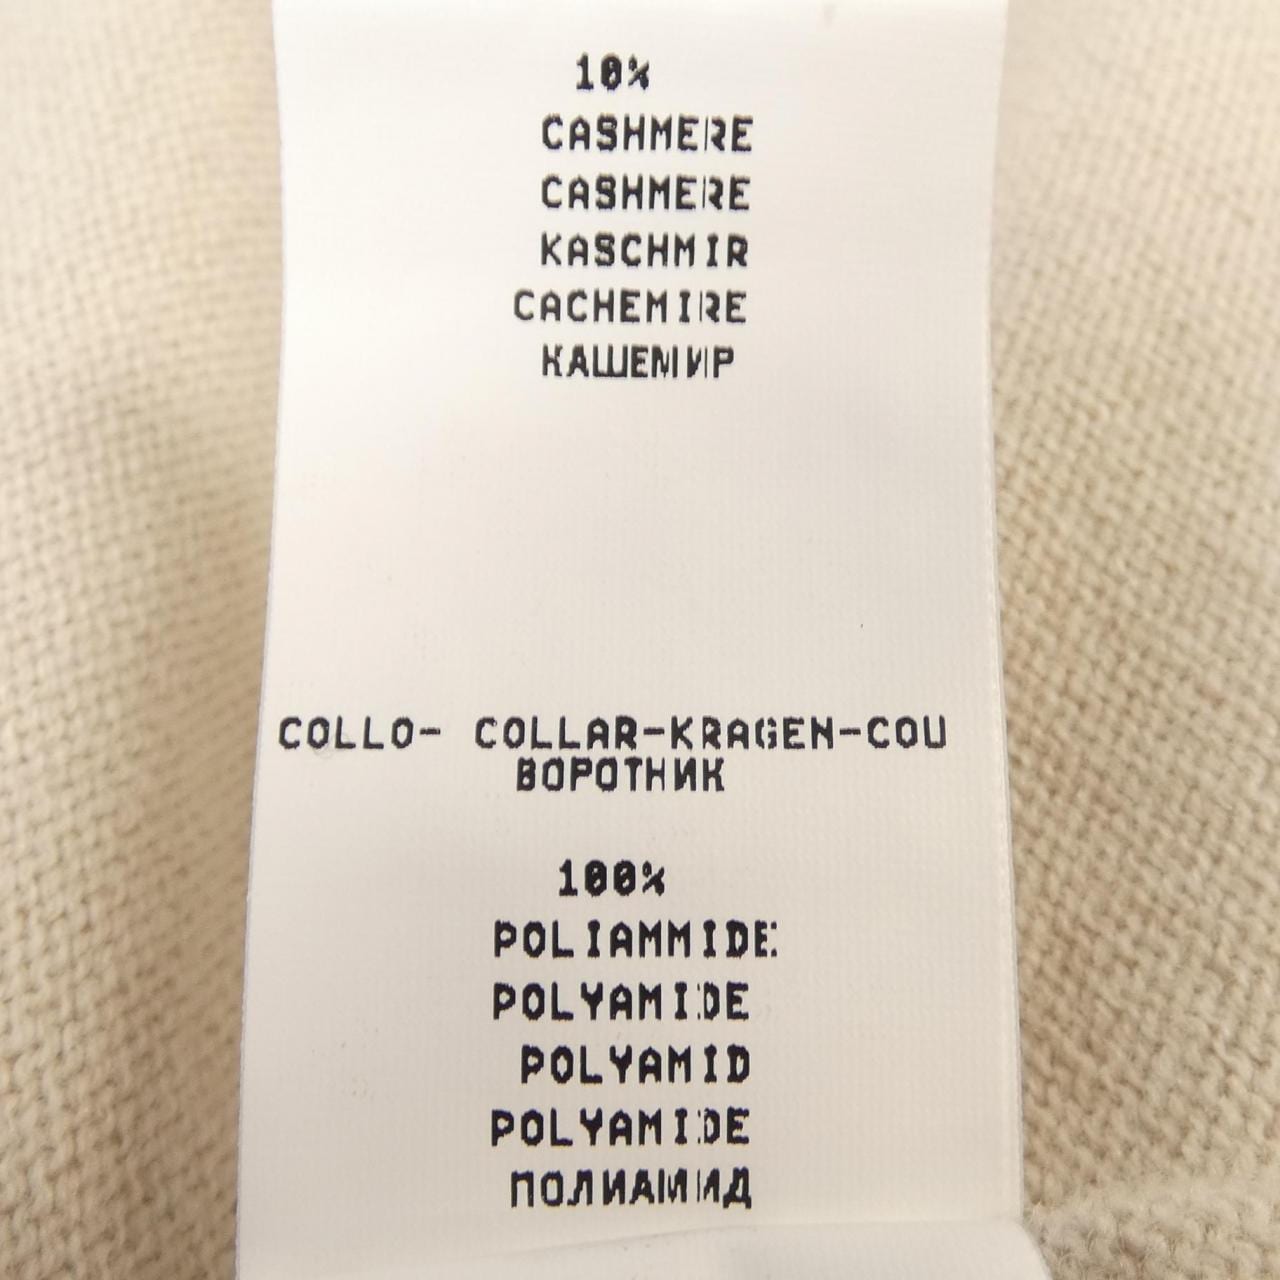 10%
CASHMERE
CASHMERE
KASCHMIR
CACHEMIRE
КАШЕМИР
COLLO- COLLAR-KRAGEN-COU
ВОРОТНИК
100%
POLIAMMIDE
POLYAMIDE
POLYAMID
POLYAMIDE
ПОЛИАМИД